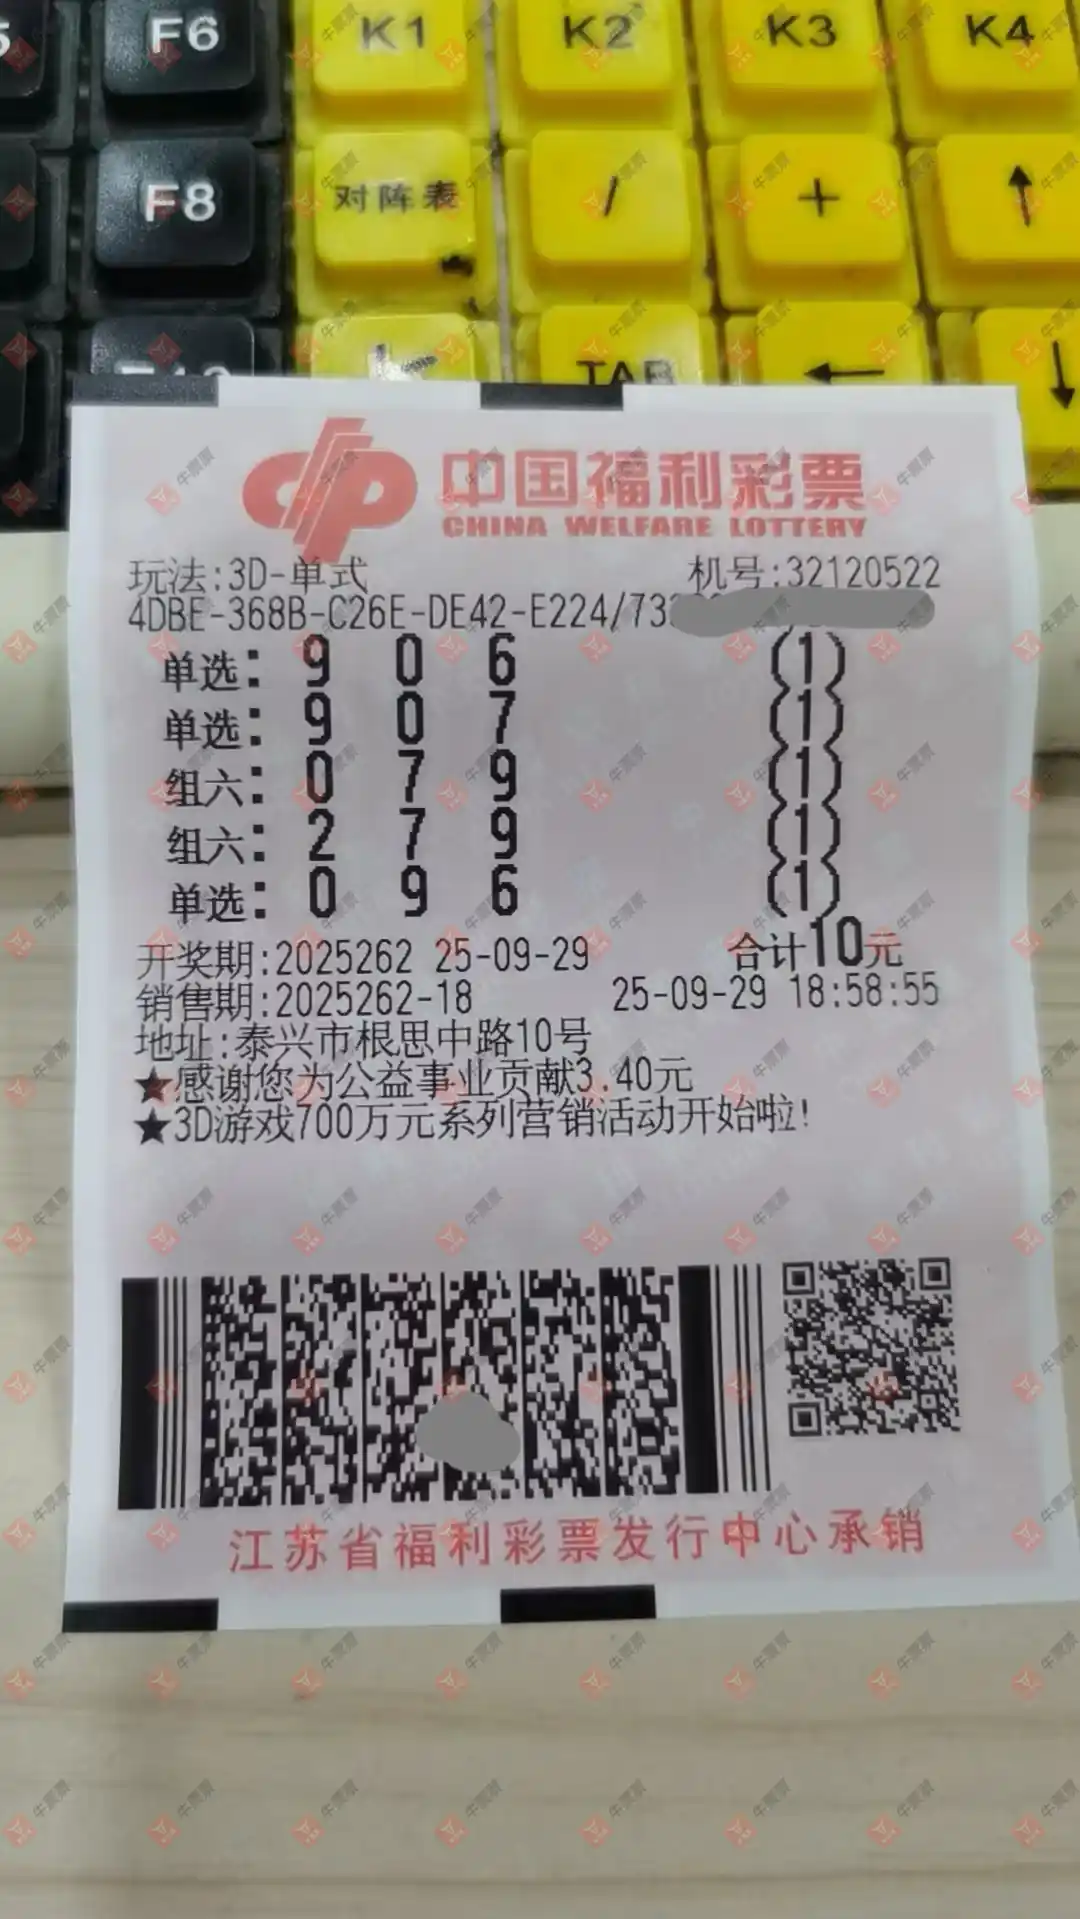 F6 K1 K2 K3 K4
F8 对阵表 / + ↑
TAB ← ↓
中国福利彩票
CHINA WELFARE LOTTERY
玩法:3D-单式 机号:32120522
4DBE-368B-C26E-DE42-E224/73
单选: 9 0 6 (1)
单选: 9 0 7 (1)
组六: 0 7 9 (1)
组六: 2 7 9 (1)
单选: 0 9 6 (1)
开奖期:2025262 25-09-29 合计10元
销售期:2025262-18 25-09-29 18:58:55
地址:泰兴市根思中路10号
★感谢您为公益事业贡献3.40元
★3D游戏700万元系列营销活动开始啦!
江苏省福利彩票发行中心承销
牛票票